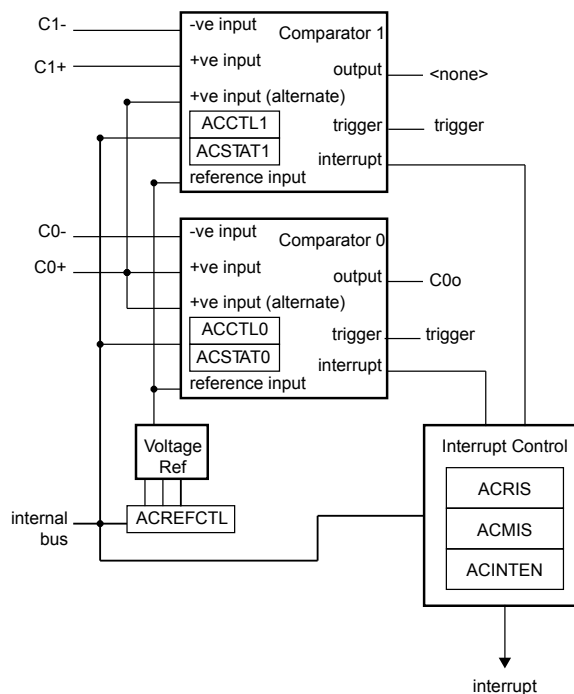 C1-
-ve input
Comparator 1
C1+
+ve input
output
<none>
+ve input (alternate)
ACCTL1
trigger
trigger
ACSTAT1
interrupt
reference input
C0-
-ve input
Comparator 0
C0+
+ve input
output
C0o
+ve input (alternate)
ACCTL0
trigger
trigger
ACSTAT0
interrupt
reference input
Voltage
Ref
Interrupt Control
ACRIS
internal
bus
ACREFCTL
ACMIS
ACINTEN
interrupt